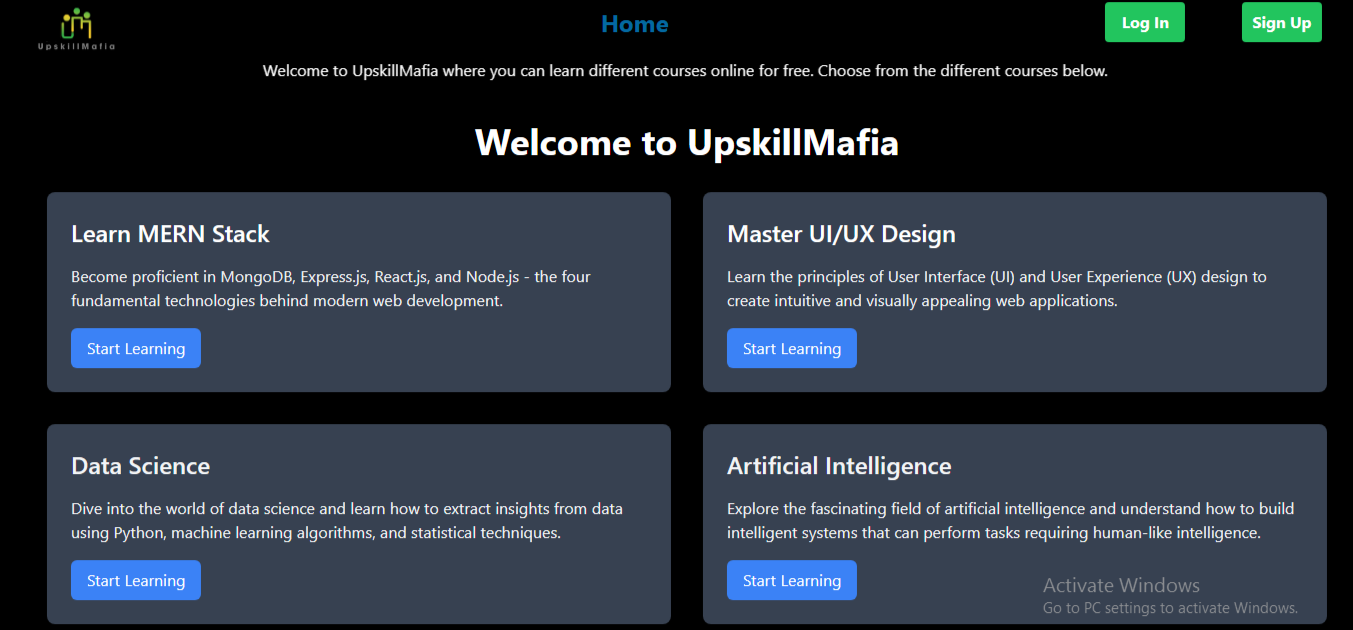 UpskillMafia
Home
Log In
Sign Up
Welcome to UpskillMafia where you can learn different courses online for free. Choose from the different courses below.
Welcome to UpskillMafia
Learn MERN Stack
Become proficient in MongoDB, Express.js, React.js, and Node.js - the four
fundamental technologies behind modern web development.
Start Learning
Master UI/UX Design
Learn the principles of User Interface (UI) and User Experience (UX) design to
create intuitive and visually appealing web applications.
Start Learning
Data Science
Dive into the world of data science and learn how to extract insights from data
using Python, machine learning algorithms, and statistical techniques.
Start Learning
Artificial Intelligence
Explore the fascinating field of artificial intelligence and understand how to build
intelligent systems that can perform tasks requiring human-like intelligence.
Start Learning
Activate Windows
Go to PC settings to activate Windows.